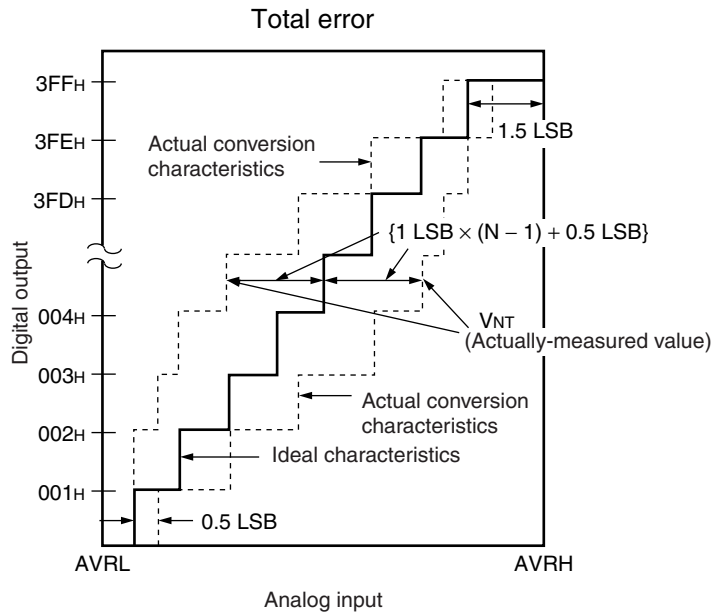 Total error
3FFH
3FEH
3FDH
004H
003H
002H
001H
Digital output
Actual conversion
characteristics
1.5 LSB
{1 LSB × (N − 1) + 0.5 LSB}
VNT
(Actually-measured value)
Actual conversion
characteristics
Ideal characteristics
0.5 LSB
AVRL
AVRH
Analog input